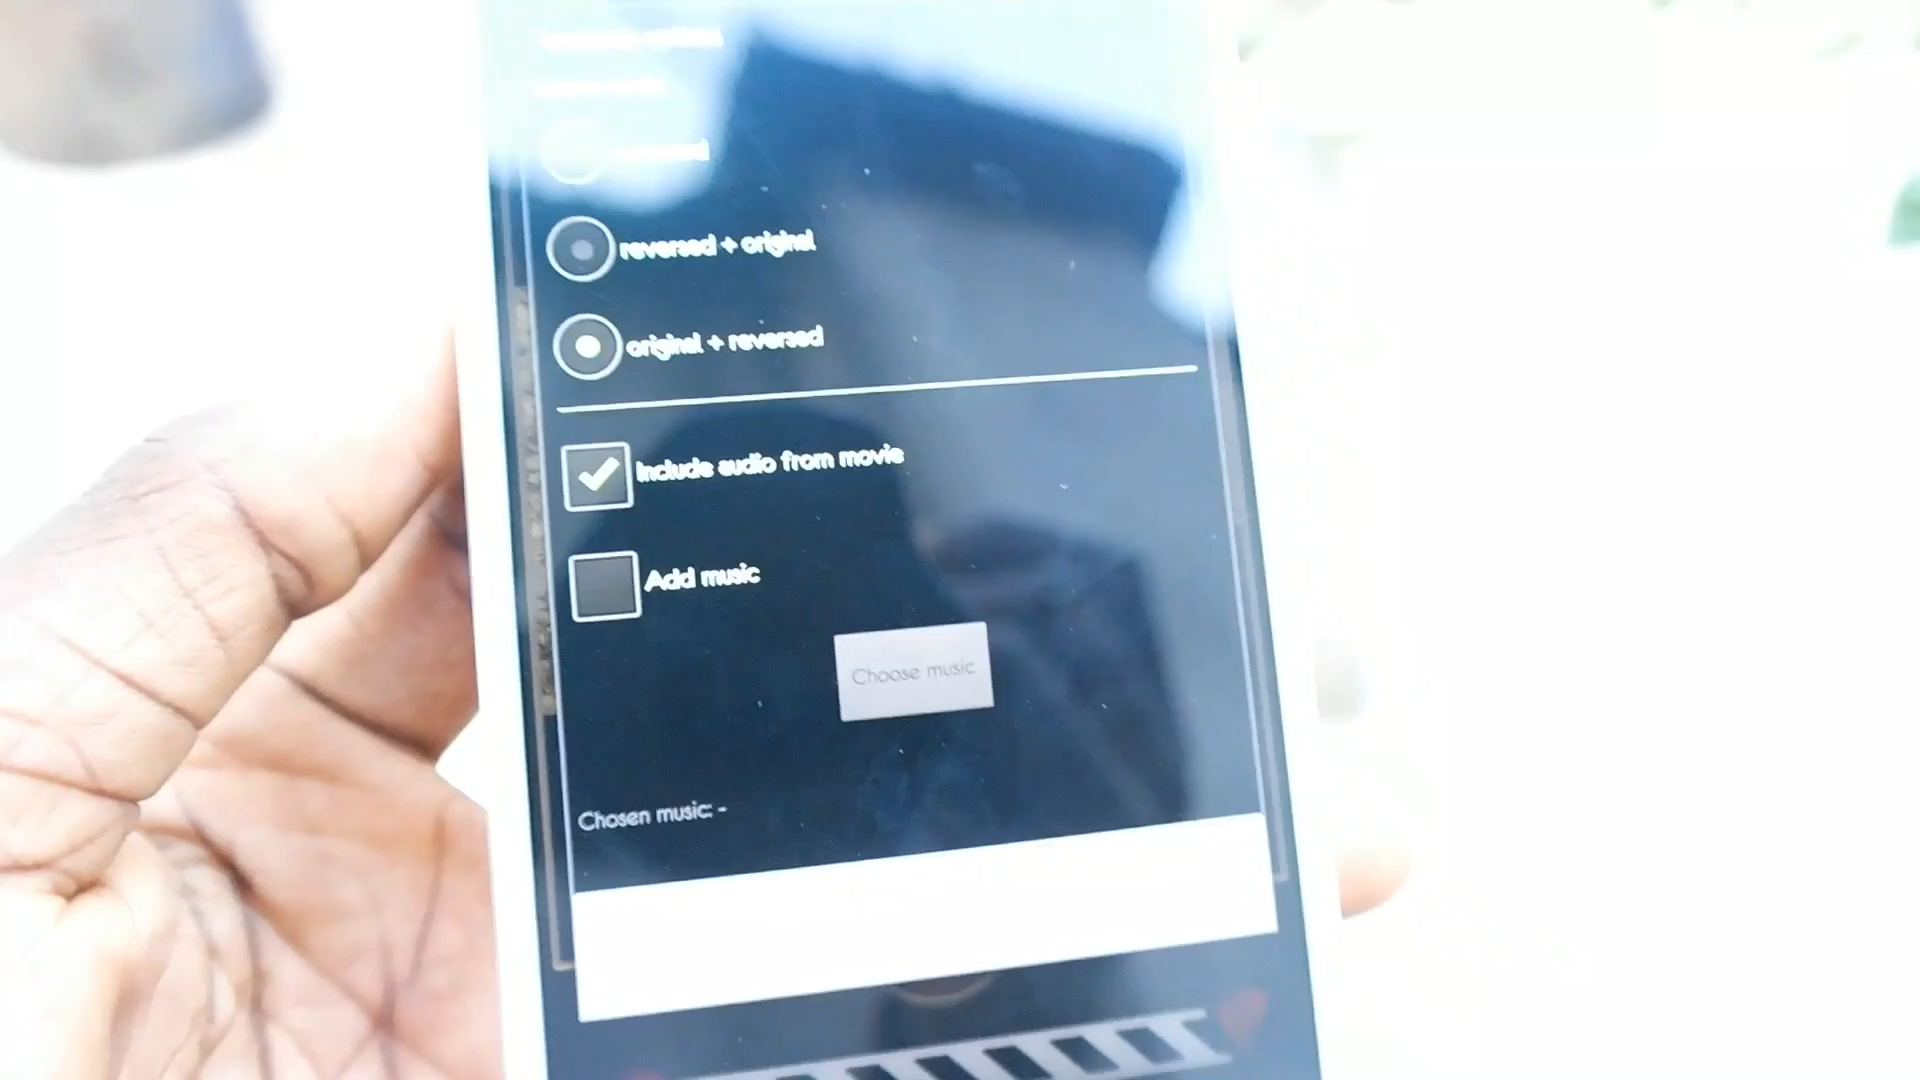 reversed + original
original + reversed
Include audio from movie
Add music
Choose music
Chosen music: -